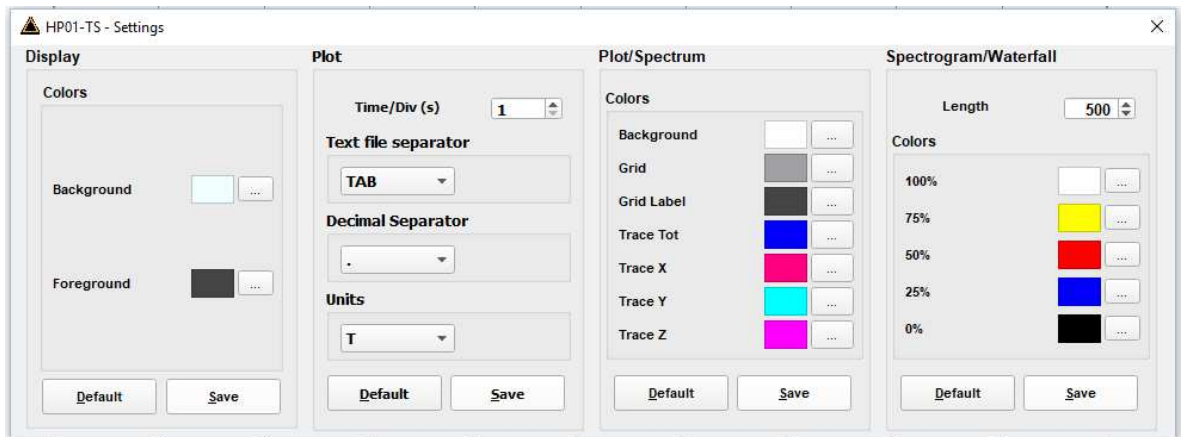 HP01-TS - Settings
Display
Colors
Background
...
Foreground
...
Default
Save
Plot
Time/Div (s)
1
Text file separator
TAB
Decimal Separator
.
Units
T
Default
Save
Plot/Spectrum
Colors
Background
...
Grid
...
Grid Label
...
Trace Tot
...
Trace X
...
Trace Y
...
Trace Z
...
Default
Save
Spectrogram/Waterfall
Length
500
Colors
100%
...
75%
...
50%
...
25%
...
0%
...
Default
Save